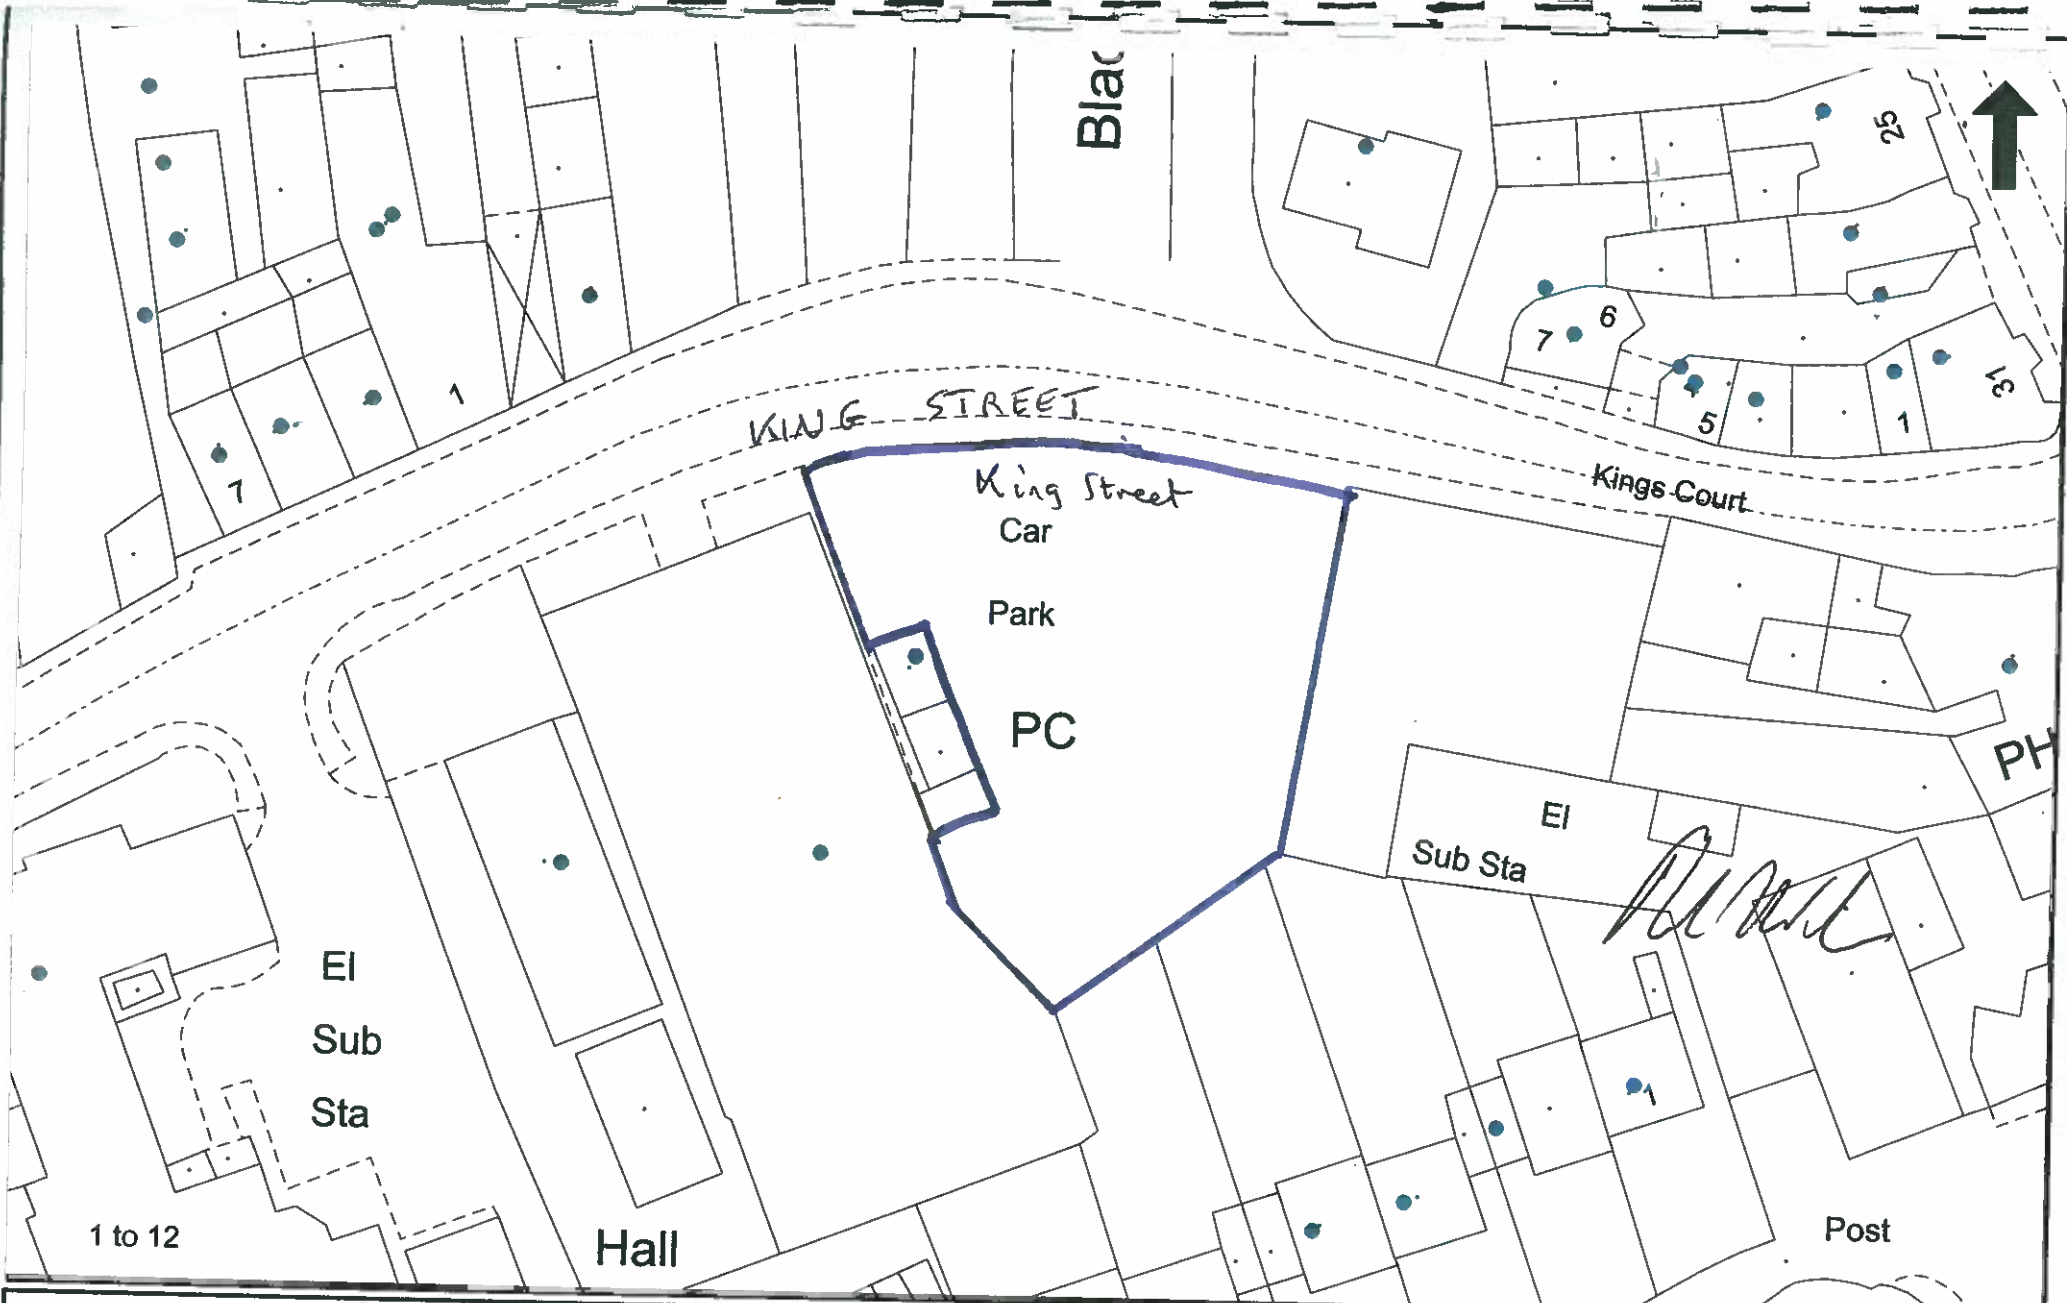 Blac
25
6
7
4
5
1
31
1
7
KING STREET
King Street
Kings Court
Car
Park
PC
PH
El
Sub Sta
El
Sub
Sta
1
1 to 12
Hall
Post